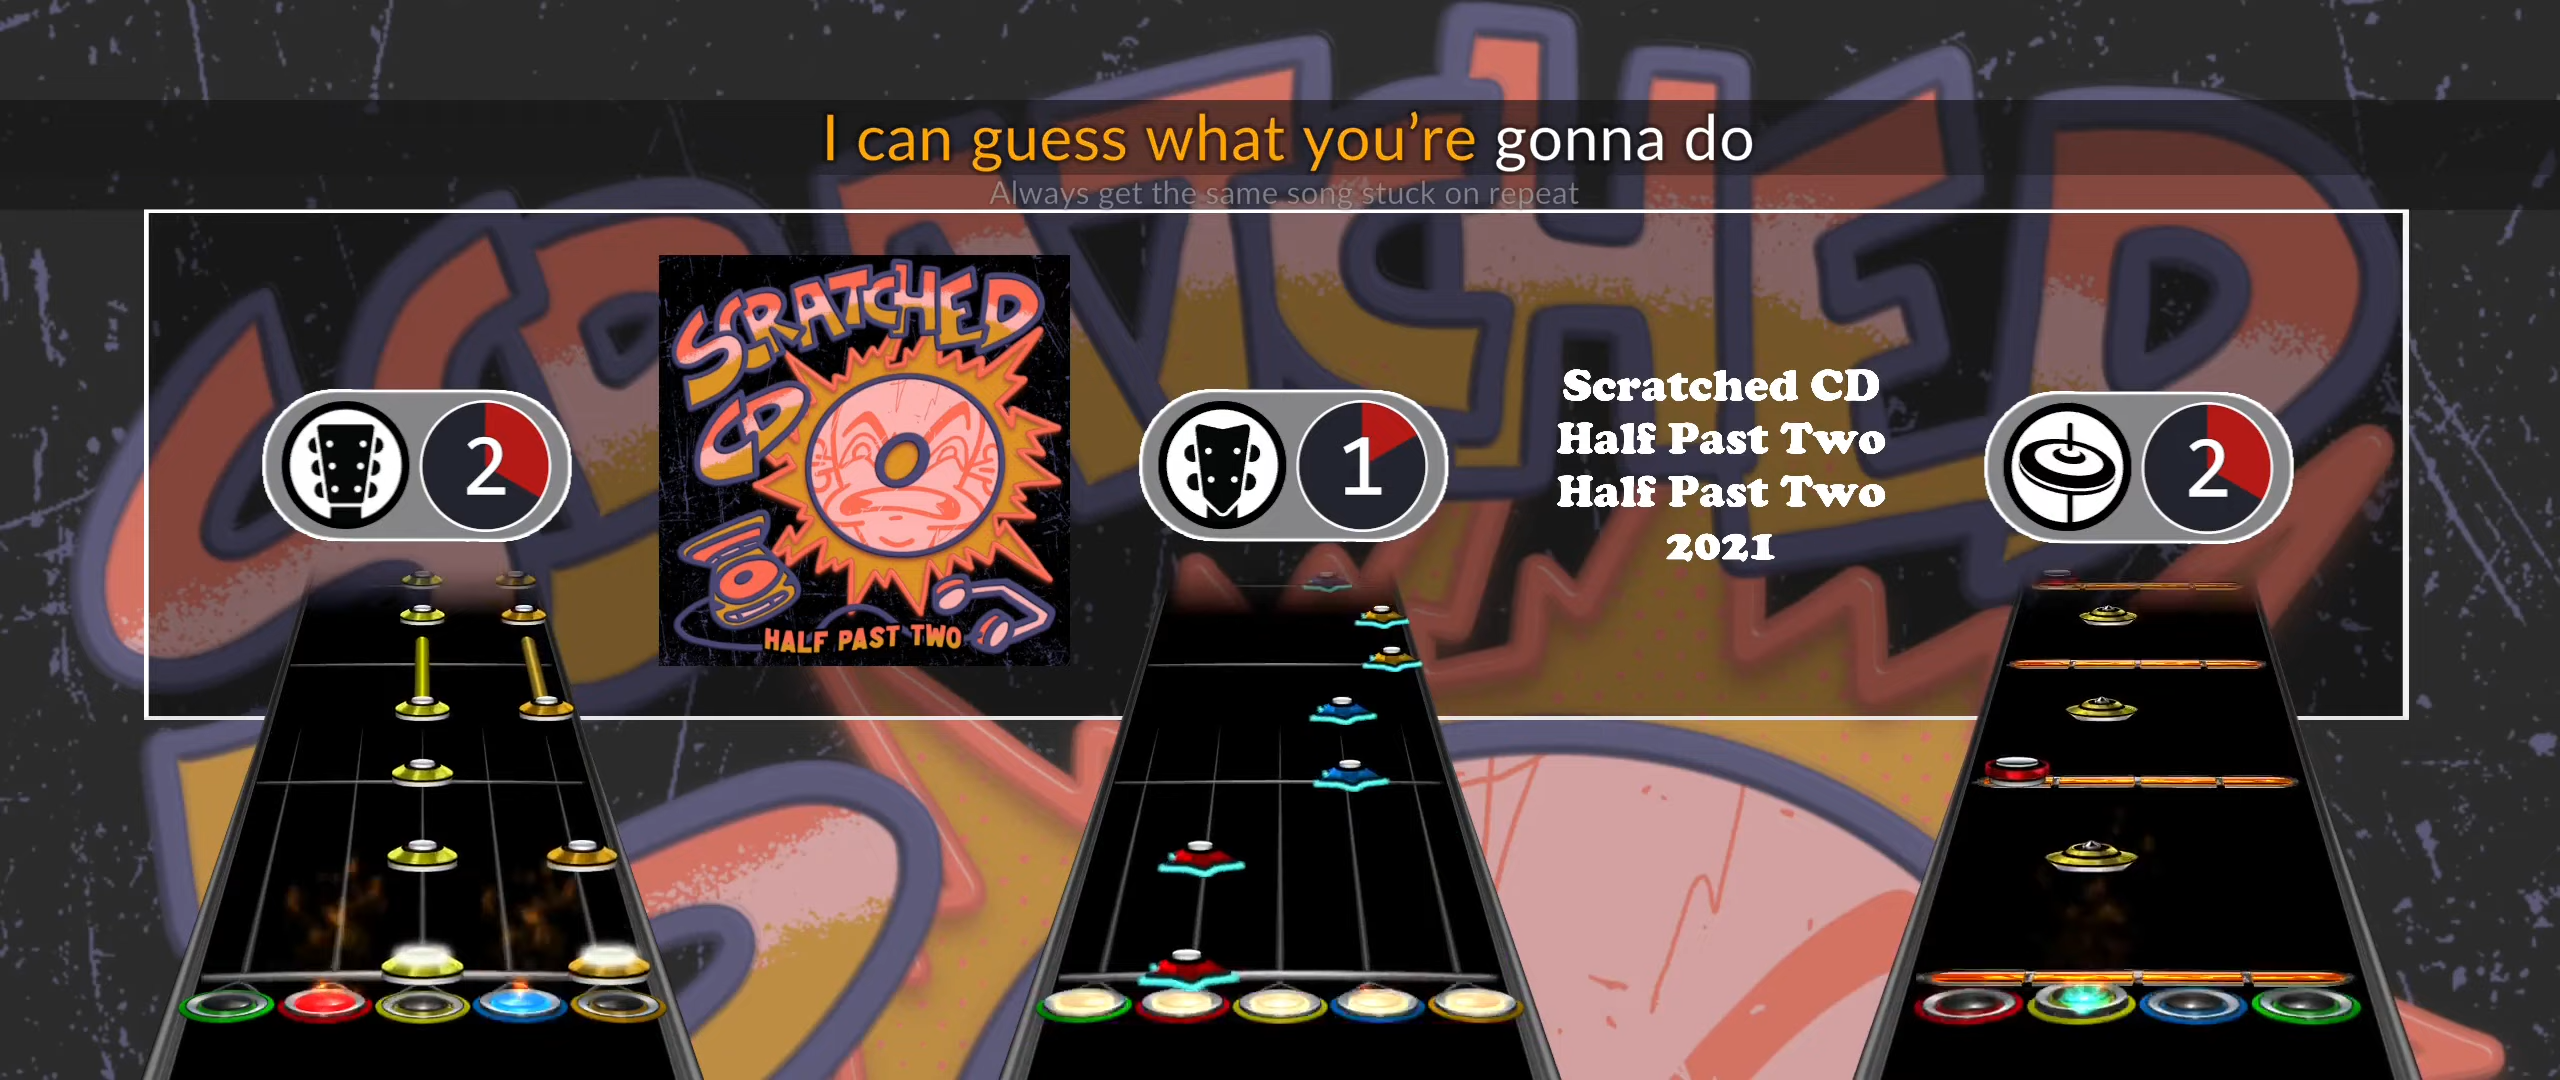 I can guess what you're gonna do
Always get the same song stuck on repeat
SCRATCHED
SCRATCHED
CD
HALF PAST TWO
Scratched CD
Half Past Two
Half Past Two
2021
2
1
2